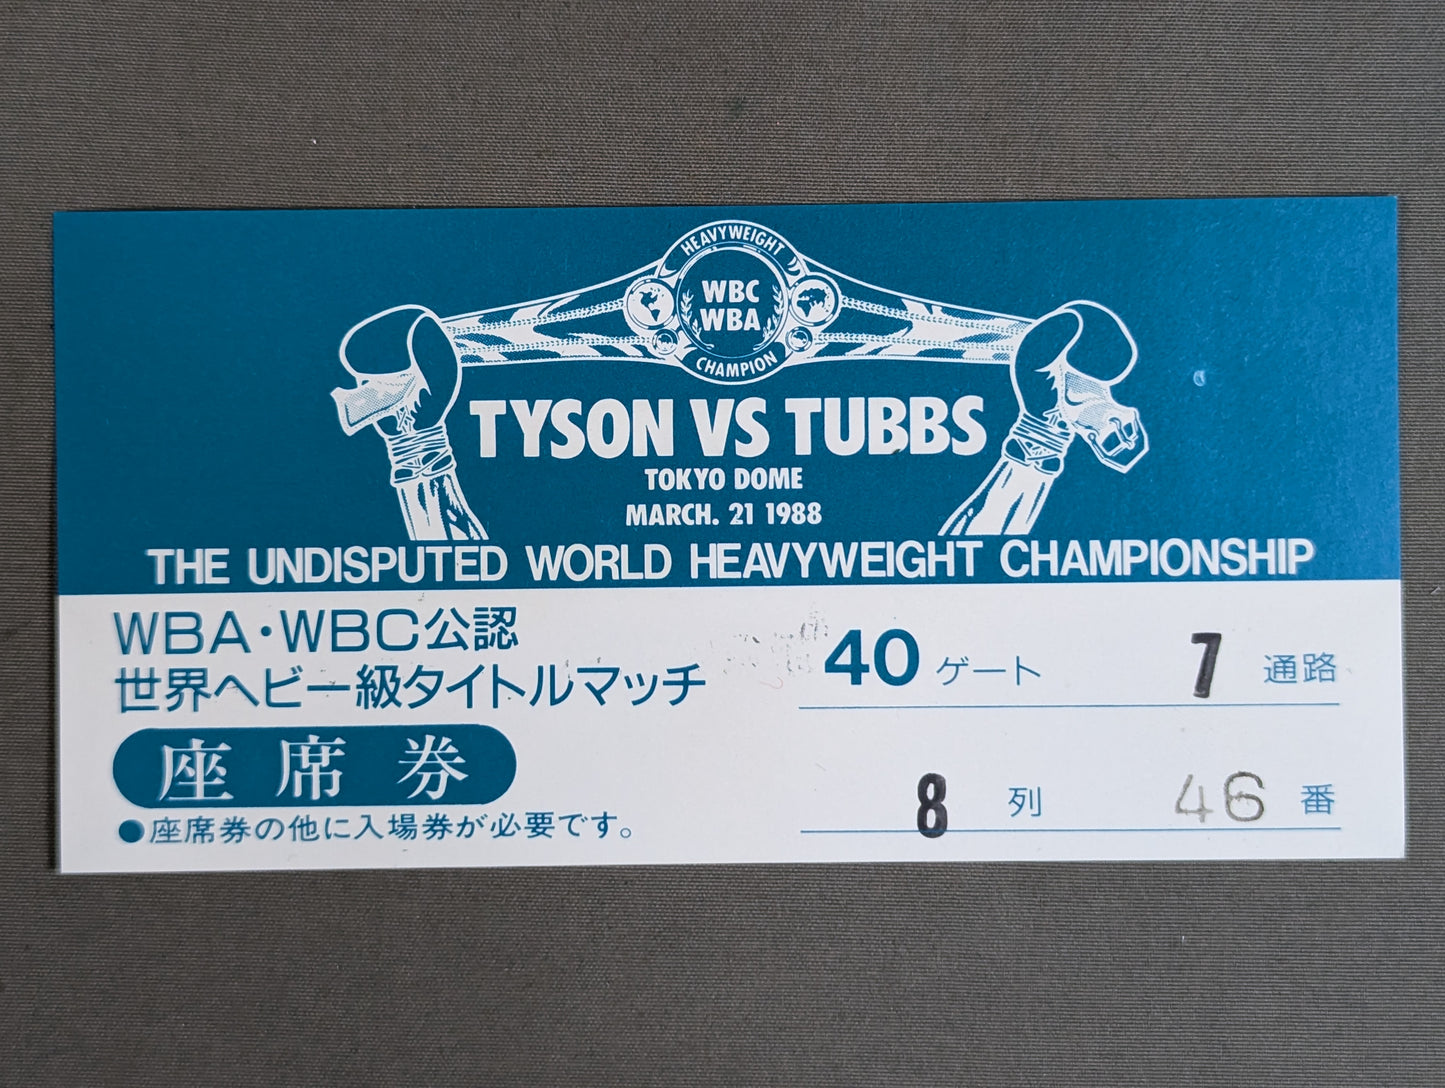 HEAVYWEIGHT
WBC
WBA
CHAMPION
TYSON VS TUBBS
TOKYO DOME
MARCH. 21 1988
THE UNDISPUTED WORLD HEAVYWEIGHT CHAMPIONSHIP
WBA・WBC公認
世界ヘビー級タイトルマッチ
40 ゲート 7 通路
座席券
8 列 46 番
●座席券の他に入場券が必要です。